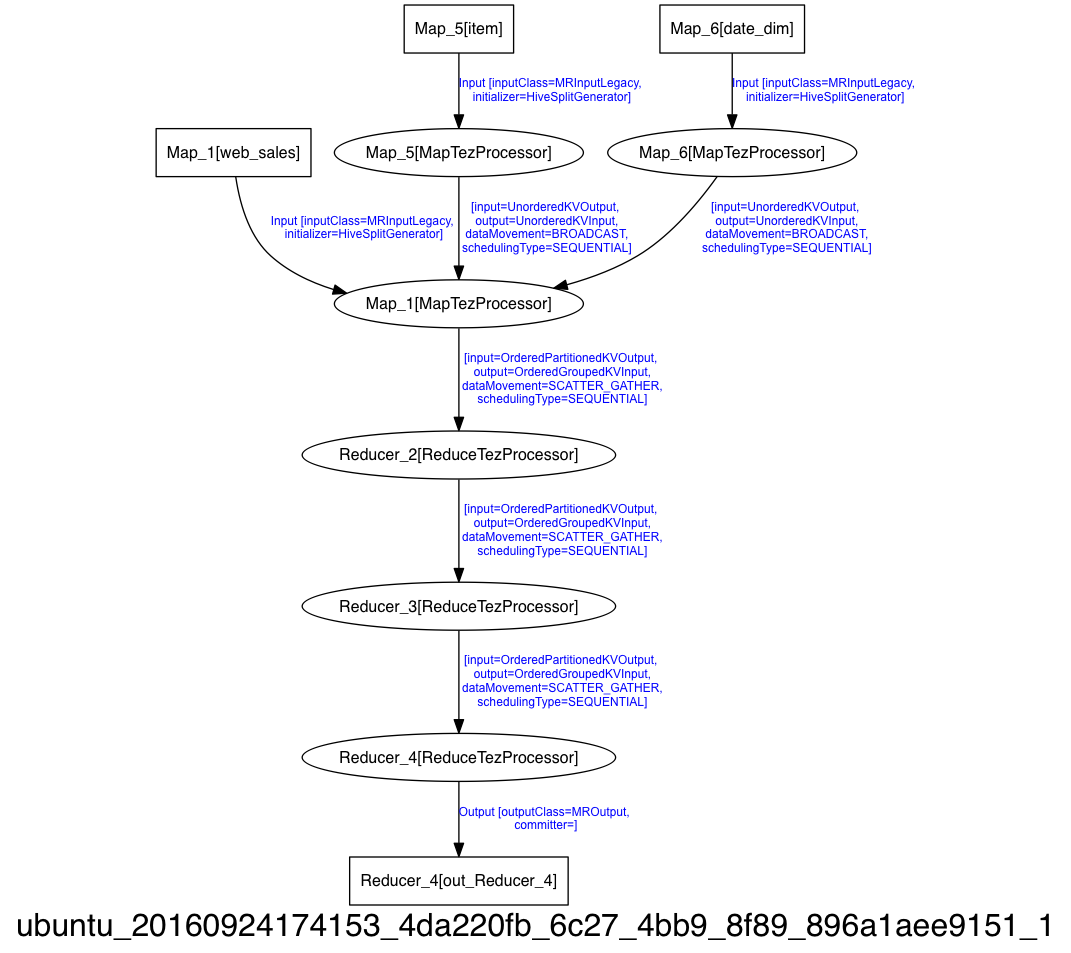 Map_5[item]
Map_6[date_dim]
Input [inputClass=MRInputLegacy,
initializer=HiveSplitGenerator]
Input [inputClass=MRInputLegacy,
initializer=HiveSplitGenerator]
Map_1[web_sales]
Map_5[MapTezProcessor]
Map_6[MapTezProcessor]
Input [inputClass=MRInputLegacy,
initializer=HiveSplitGenerator]
[input=UnorderedKVOutput,
output=UnorderedKVInput,
dataMovement=BROADCAST,
schedulingType=SEQUENTIAL]
[input=UnorderedKVOutput,
output=UnorderedKVInput,
dataMovement=BROADCAST,
schedulingType=SEQUENTIAL]
Map_1[MapTezProcessor]
[input=OrderedPartitionedKVOutput,
output=OrderedGroupedKVInput,
dataMovement=SCATTER_GATHER,
schedulingType=SEQUENTIAL]
Reducer_2[ReduceTezProcessor]
[input=OrderedPartitionedKVOutput,
output=OrderedGroupedKVInput,
dataMovement=SCATTER_GATHER,
schedulingType=SEQUENTIAL]
Reducer_3[ReduceTezProcessor]
[input=OrderedPartitionedKVOutput,
output=OrderedGroupedKVInput,
dataMovement=SCATTER_GATHER,
schedulingType=SEQUENTIAL]
Reducer_4[ReduceTezProcessor]
Output [outputClass=MROutput,
committer=]
Reducer_4[out_Reducer_4]
ubuntu_20160924174153_4da220fb_6c27_4bb9_8f89_896a1aee9151_1